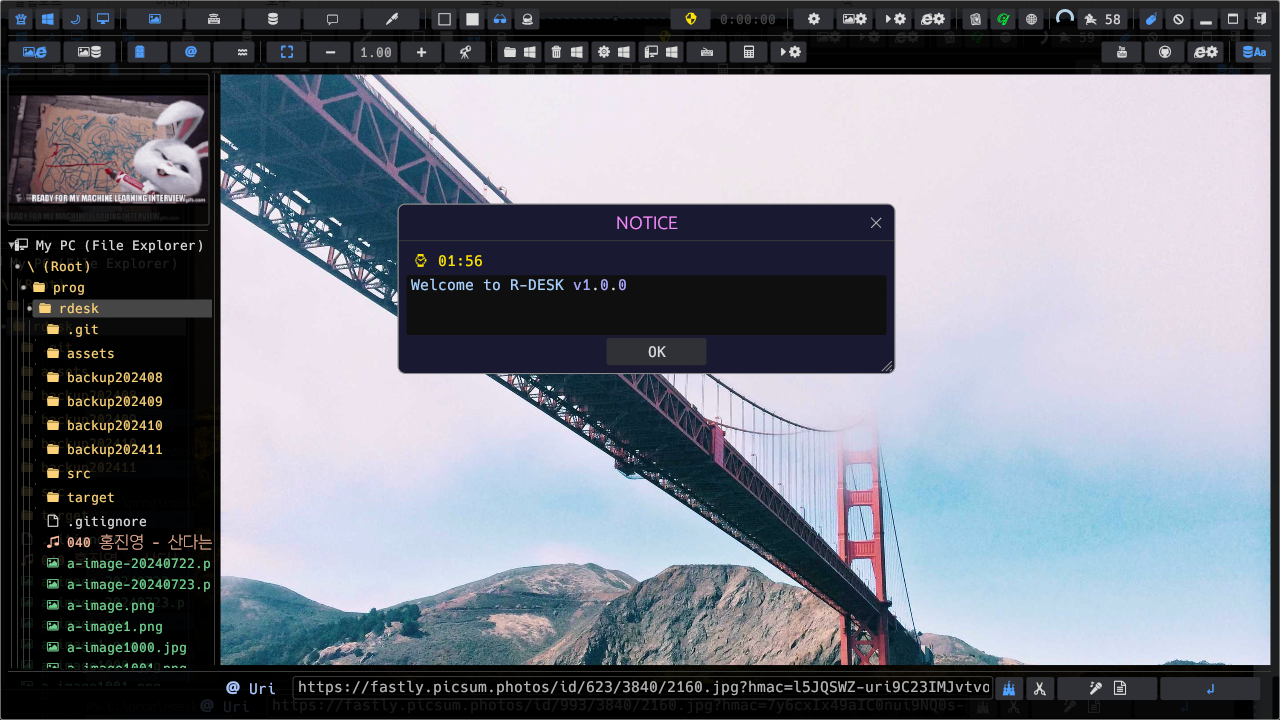 0:00:00
58
1.00
Aa
READY FOR MY MACHINE LEARNING INTERVIEW
My PC (File Explorer)
\ (Root)
prog
rdesk
.git
assets
backup202408
backup202409
backup202410
backup202411
src
target
.gitignore
040 홍진영 - 산다는
a-image-20240722.p
a-image-20240723.p
a-image.png
a-image1.png
a-image1000.jpg
a-image1001.png
NOTICE
01:56
Welcome to R-DESK v1.0.0
OK
@ Uri
https://fastly.picsum.photos/id/623/3840/2160.jpg?hmac=l5JQSWZ-uri9C23IMJvtvo